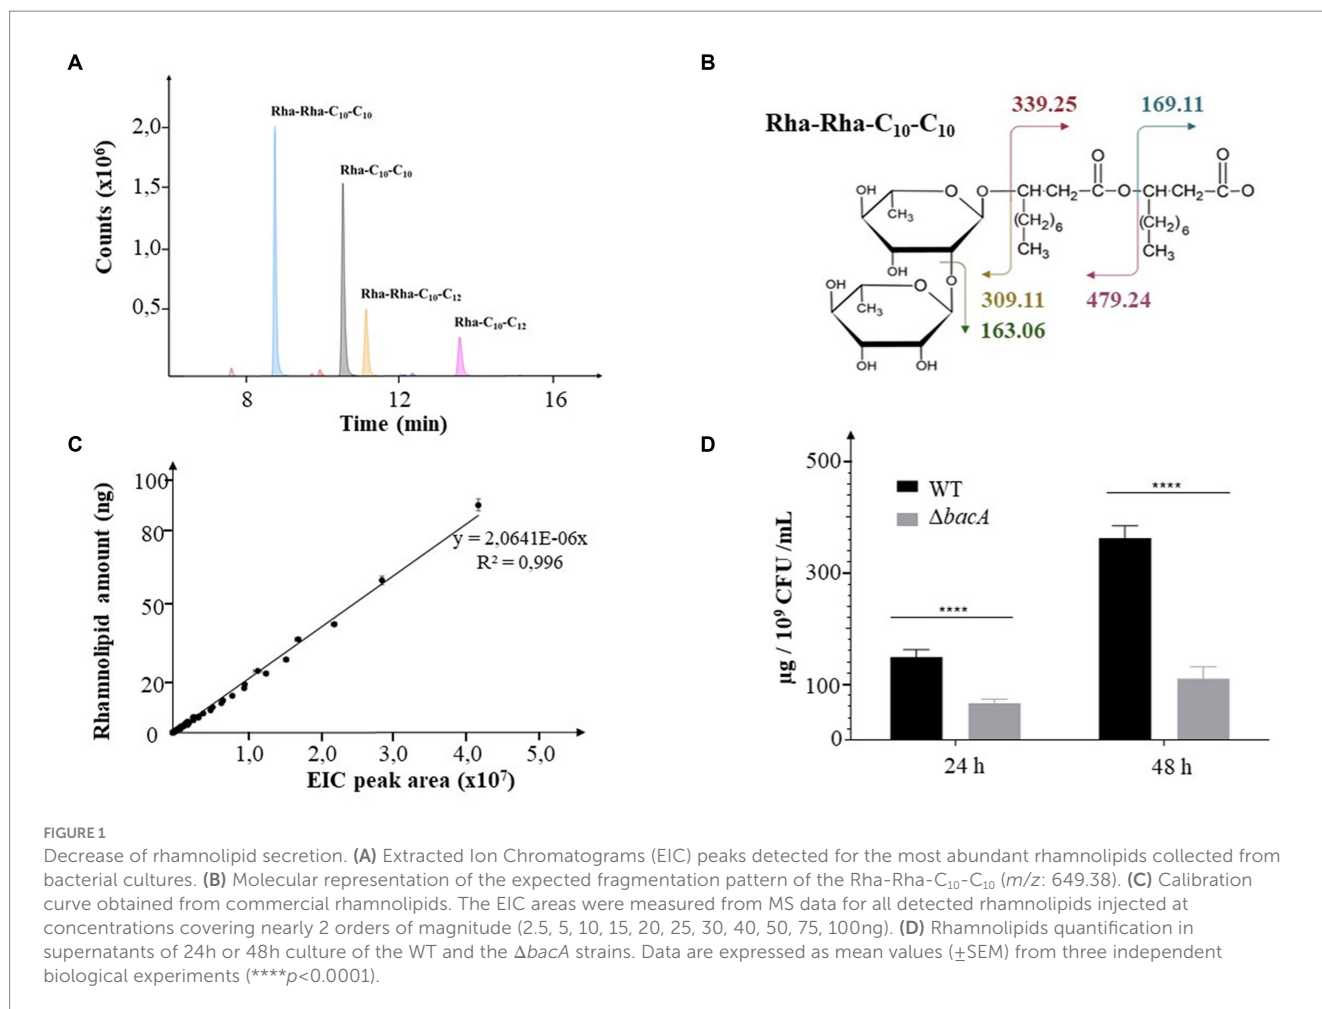 A
Counts (x10⁶)
2,0
1,5
1,0
0,5
Rha-Rha-C₁₀-C₁₀
Rha-C₁₀-C₁₀
Rha-Rha-C₁₀-C₁₂
Rha-C₁₀-C₁₂
8
12
16
Time (min)
B
Rha-Rha-C₁₀-C₁₀
339.25
169.11
O
O
OH
O
O
CH-CH₂
C-O
CH-CH₂
C-O
CH₃
(CH₂)₆
(CH₂)₆
CH₃
CH₃
OH
O
309.11
479.24
OH
O
CH₃
163.06
OH
OH
C
Rhamnolipid amount (ng)
100
80
50
20
0
y = 2,0641E-06x
R² = 0,996
1,0
2,0
3,0
4,0
5,0
EIC peak area (x10⁷)
D
µg / 10⁹ CFU /mL
500
300
100
0
WT
ΔbacA
****
****
24 h
48 h
FIGURE 1
Decrease of rhamnolipid secretion. (A) Extracted Ion Chromatograms (EIC) peaks detected for the most abundant rhamnolipids collected from
bacterial cultures. (B) Molecular representation of the expected fragmentation pattern of the Rha-Rha-C₁₀-C₁₀ (m/z: 649.38). (C) Calibration
curve obtained from commercial rhamnolipids. The EIC areas were measured from MS data for all detected rhamnolipids injected at
concentrations covering nearly 2 orders of magnitude (2.5, 5, 10, 15, 20, 25, 30, 40, 50, 75, 100ng). (D) Rhamnolipids quantification in
supernatants of 24h or 48h culture of the WT and the ΔbacA strains. Data are expressed as mean values (±SEM) from three independent
biological experiments (****p<0.0001).